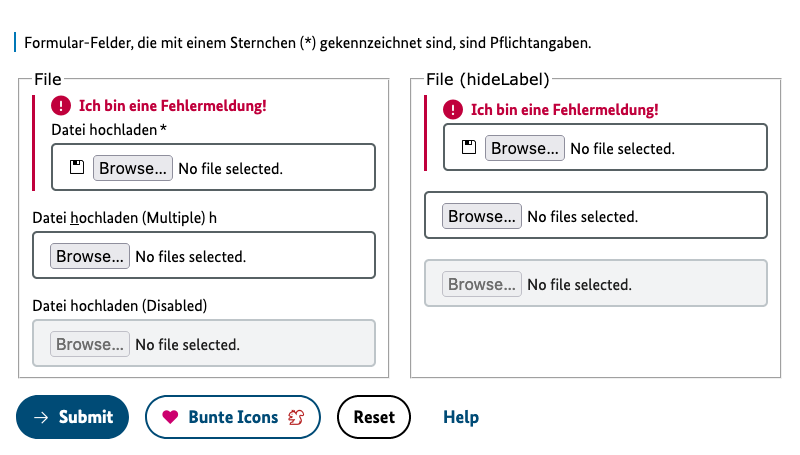 Formular-Felder, die mit einem Sternchen (*) gekennzeichnet sind, sind Pflichtangaben.
File
Ich bin eine Fehlermeldung!
Datei hochladen*
Browse... No file selected.
Datei hochladen (Multiple) h
Browse... No files selected.
Datei hochladen (Disabled)
Browse... No file selected.
File (hideLabel)
Ich bin eine Fehlermeldung!
Browse... No file selected.
Browse... No files selected.
Browse... No file selected.
Submit Bunte Icons Reset Help